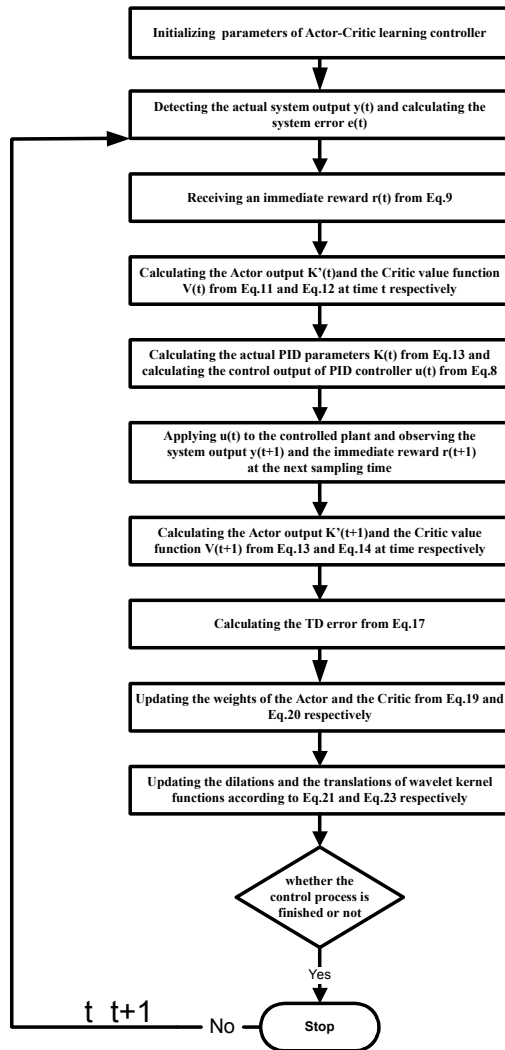 Initializing parameters of Actor-Critic learning controller
Detecting the actual system output y(t) and calculating the
system error e(t)
Receiving an immediate reward r(t) from Eq.9
Calculating the Actor output K’(t)and the Critic value function
V(t) from Eq.11 and Eq.12 at time t respectively
Calculating the actual PID parameters K(t) from Eq.13 and
calculating the control output of PID controller u(t) from Eq.8
Applying u(t) to the controlled plant and observing the
system output y(t+1) and the immediate reward r(t+1)
at the next sampling time
Calculating the Actor output K’(t+1)and the Critic value
function V(t+1) from Eq.13 and Eq.14 at time respectively
Calculating the TD error from Eq.17
Updating the weights of the Actor and the Critic from Eq.19 and
Eq.20 respectively
Updating the dilations and the translations of wavelet kernel
functions according to Eq.21 and Eq.23 respectively
whether the
control process is
finished or not
Yes
t t+1
No
Stop